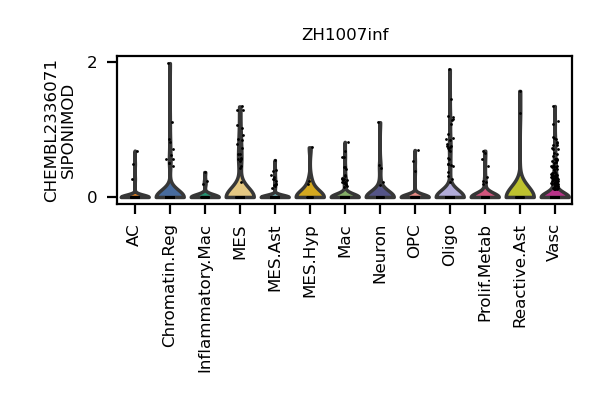 ZH1007inf
CHEMBL2336071
SIPONIMOD
2
0
AC
Chromatin.Reg
Inflammatory.Mac
MES
MES.Ast
MES.Hyp
Mac
Neuron
OPC
Oligo
Prolif.Metab
Reactive.Ast
Vasc